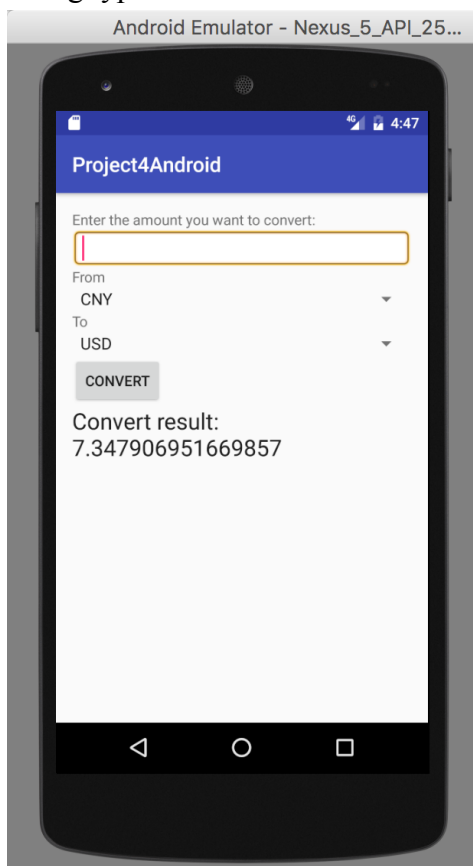 Android Emulator - Nexus_5_API_25...
4G 4:47
Project4Android
Enter the amount you want to convert:
From
CNY
To
USD
CONVERT
Convert result:
7.347906951669857